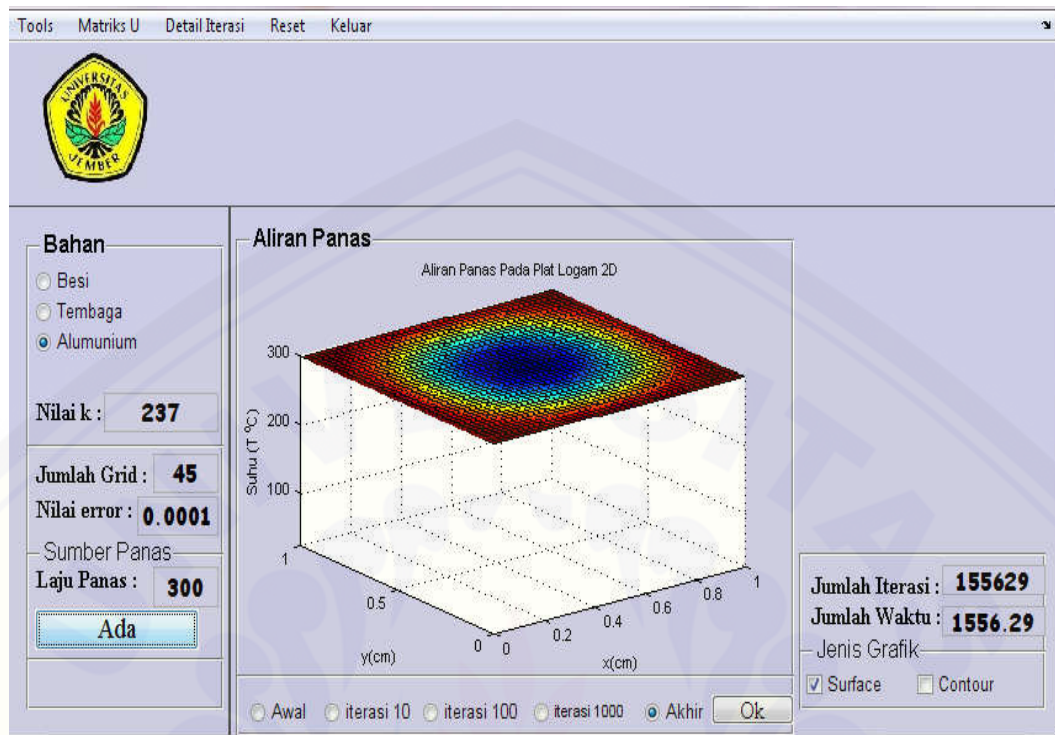 Tools Matriks U Detail Iterasi Reset Keluar
UNIVERSITAS
JEMBER
Bahan
Besi
Tembaga
Alumunium
Nilai k : 237
Jumlah Grid : 45
Nilai error : 0.0001
Sumber Panas
Laju Panas : 300
Ada
Aliran Panas
Aliran Panas Pada Plat Logam 2D
Suhu (T °C)
300
200
100
1
0.5
0
y(cm)
0
0.2
0.4
0.6
0.8
1
x(cm)
Awal iterasi 10 iterasi 100 iterasi 1000 Akhir Ok
Jumlah Iterasi : 155629
Jumlah Waktu : 1556.29
Jenis Grafik
Surface Contour